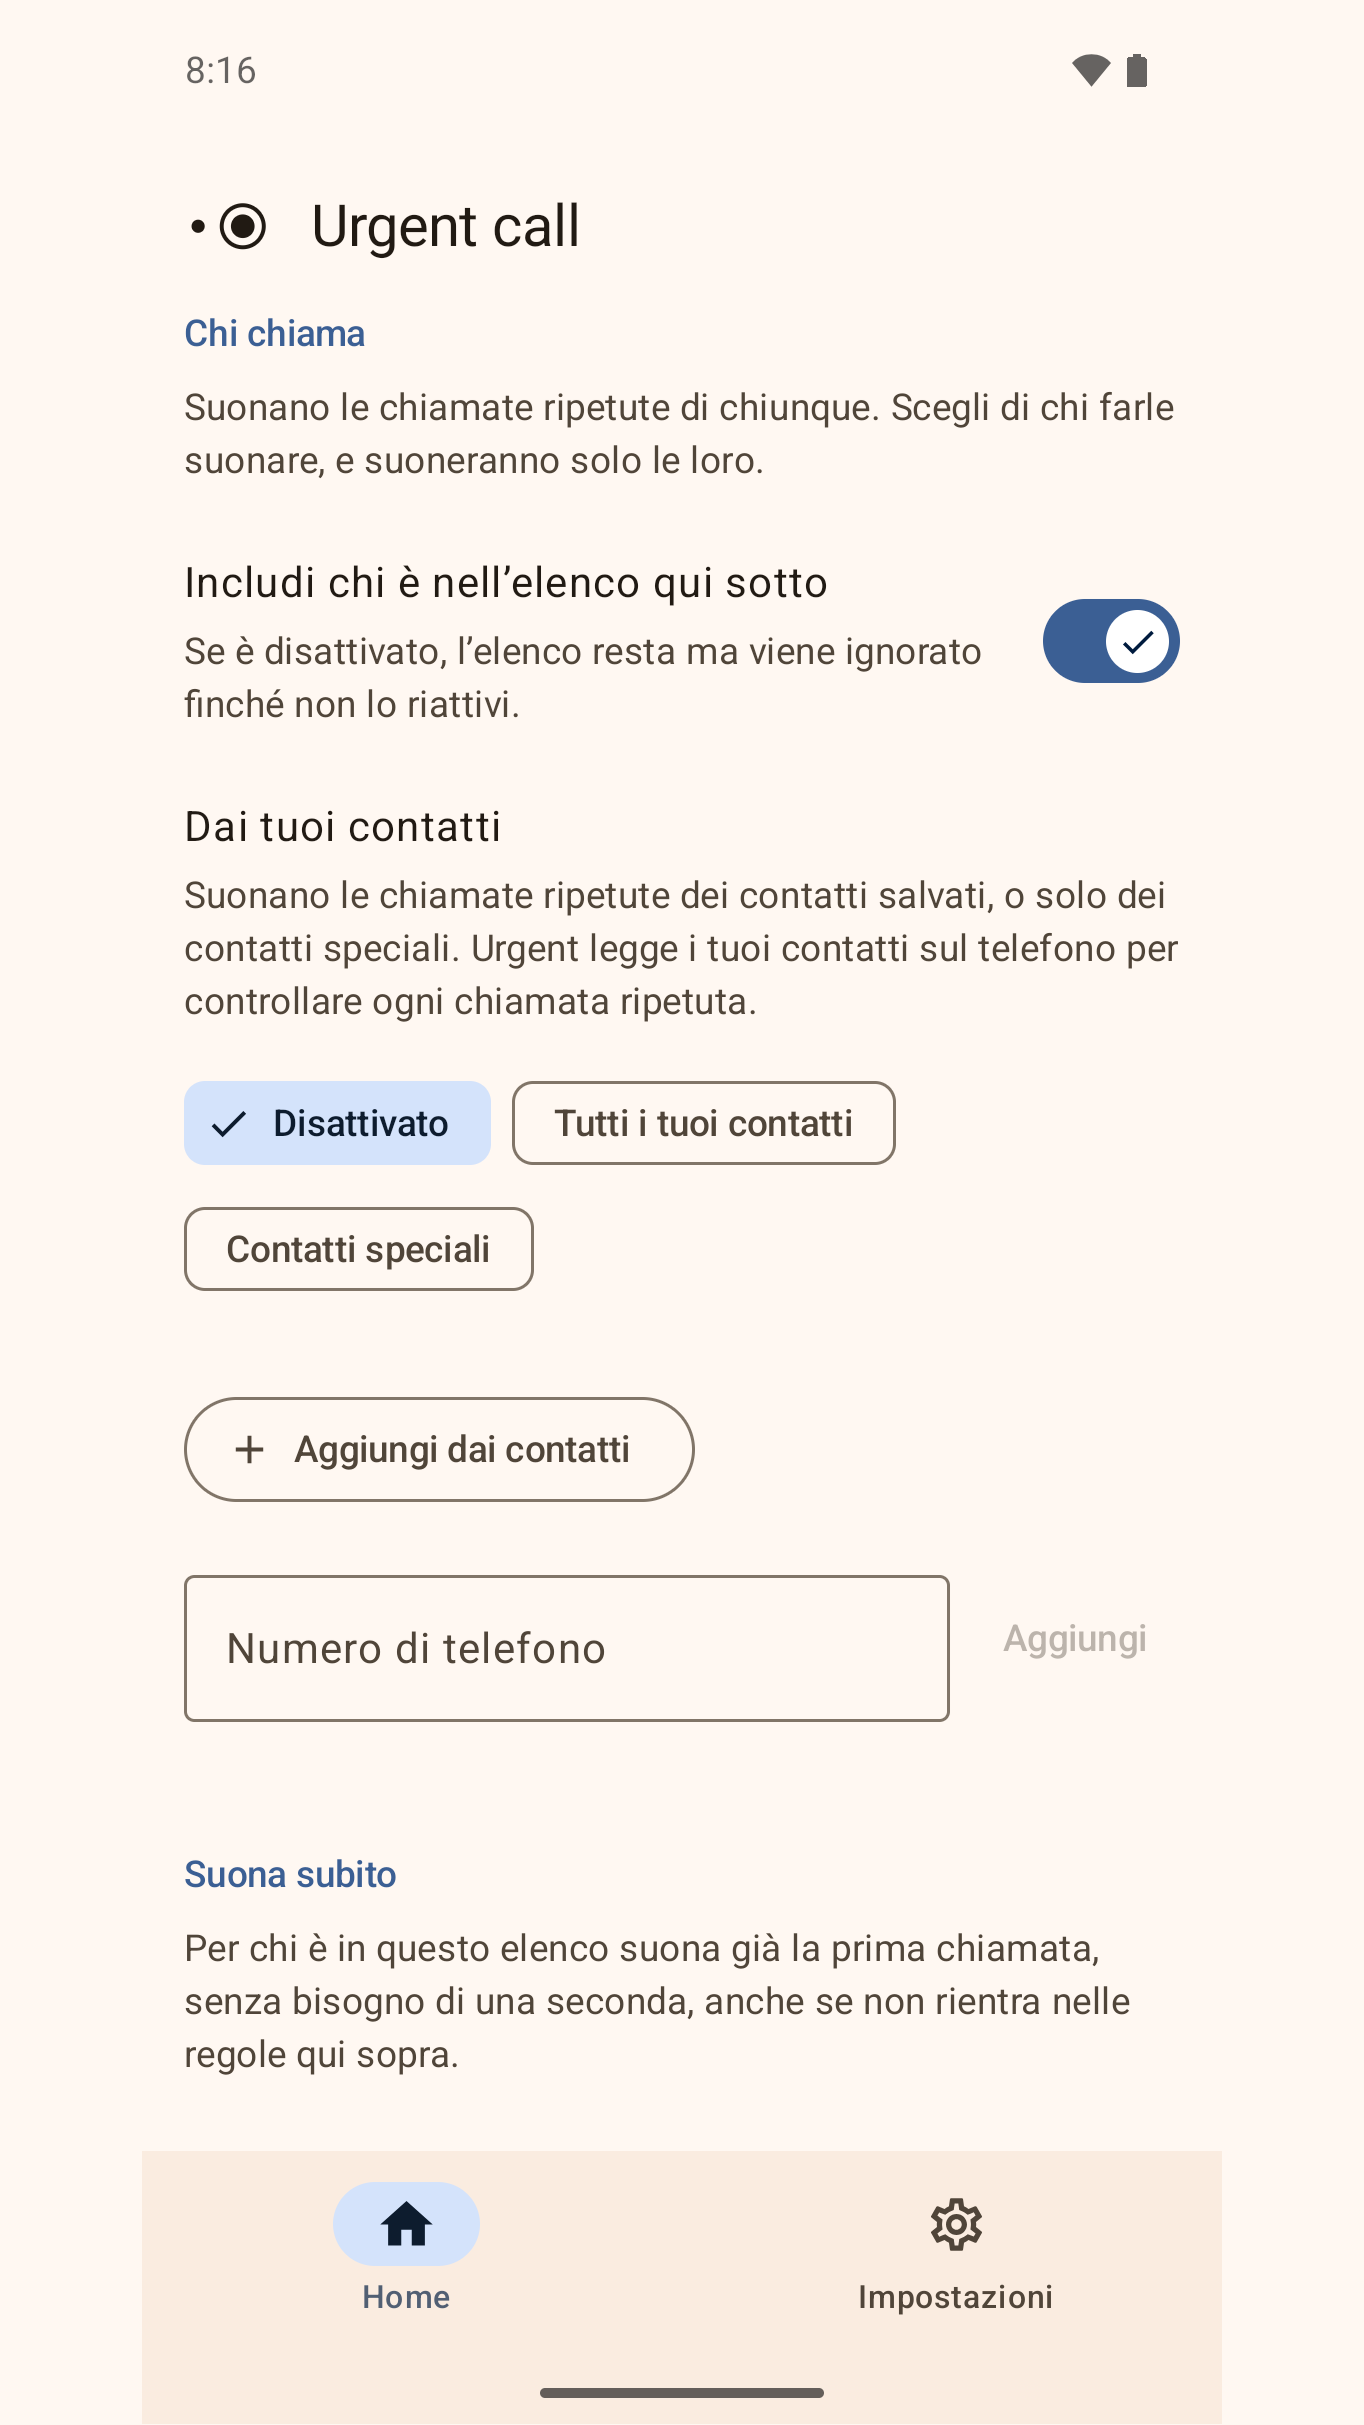 8:16
Urgent call
Chi chiama
Suonano le chiamate ripetute di chiunque. Scegli di chi farle
suonare, e suoneranno solo le loro.
Includi chi è nell’elenco qui sotto
Se è disattivato, l’elenco resta ma viene ignorato
finché non lo riattivi.
Dai tuoi contatti
Suonano le chiamate ripetute dei contatti salvati, o solo dei
contatti speciali. Urgent legge i tuoi contatti sul telefono per
controllare ogni chiamata ripetuta.
Disattivato
Tutti i tuoi contatti
Contatti speciali
Aggiungi dai contatti
Numero di telefono
Aggiungi
Suona subito
Per chi è in questo elenco suona già la prima chiamata,
senza bisogno di una seconda, anche se non rientra nelle
regole qui sopra.
Home
Impostazioni